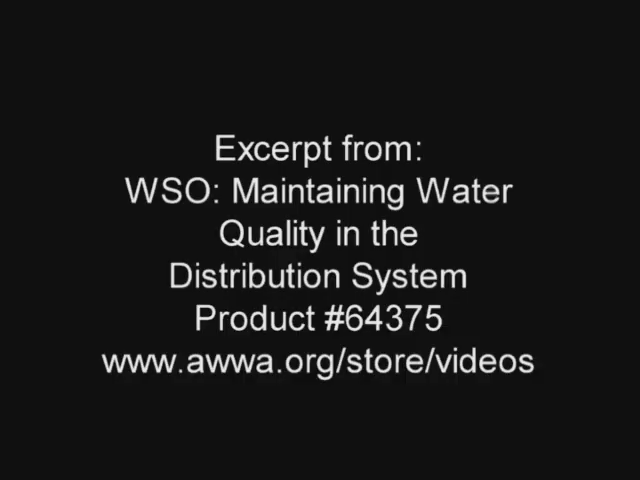 Excerpt from:
WSO: Maintaining Water
Quality in the
Distribution System
Product #64375
www.awwa.org/store/videos